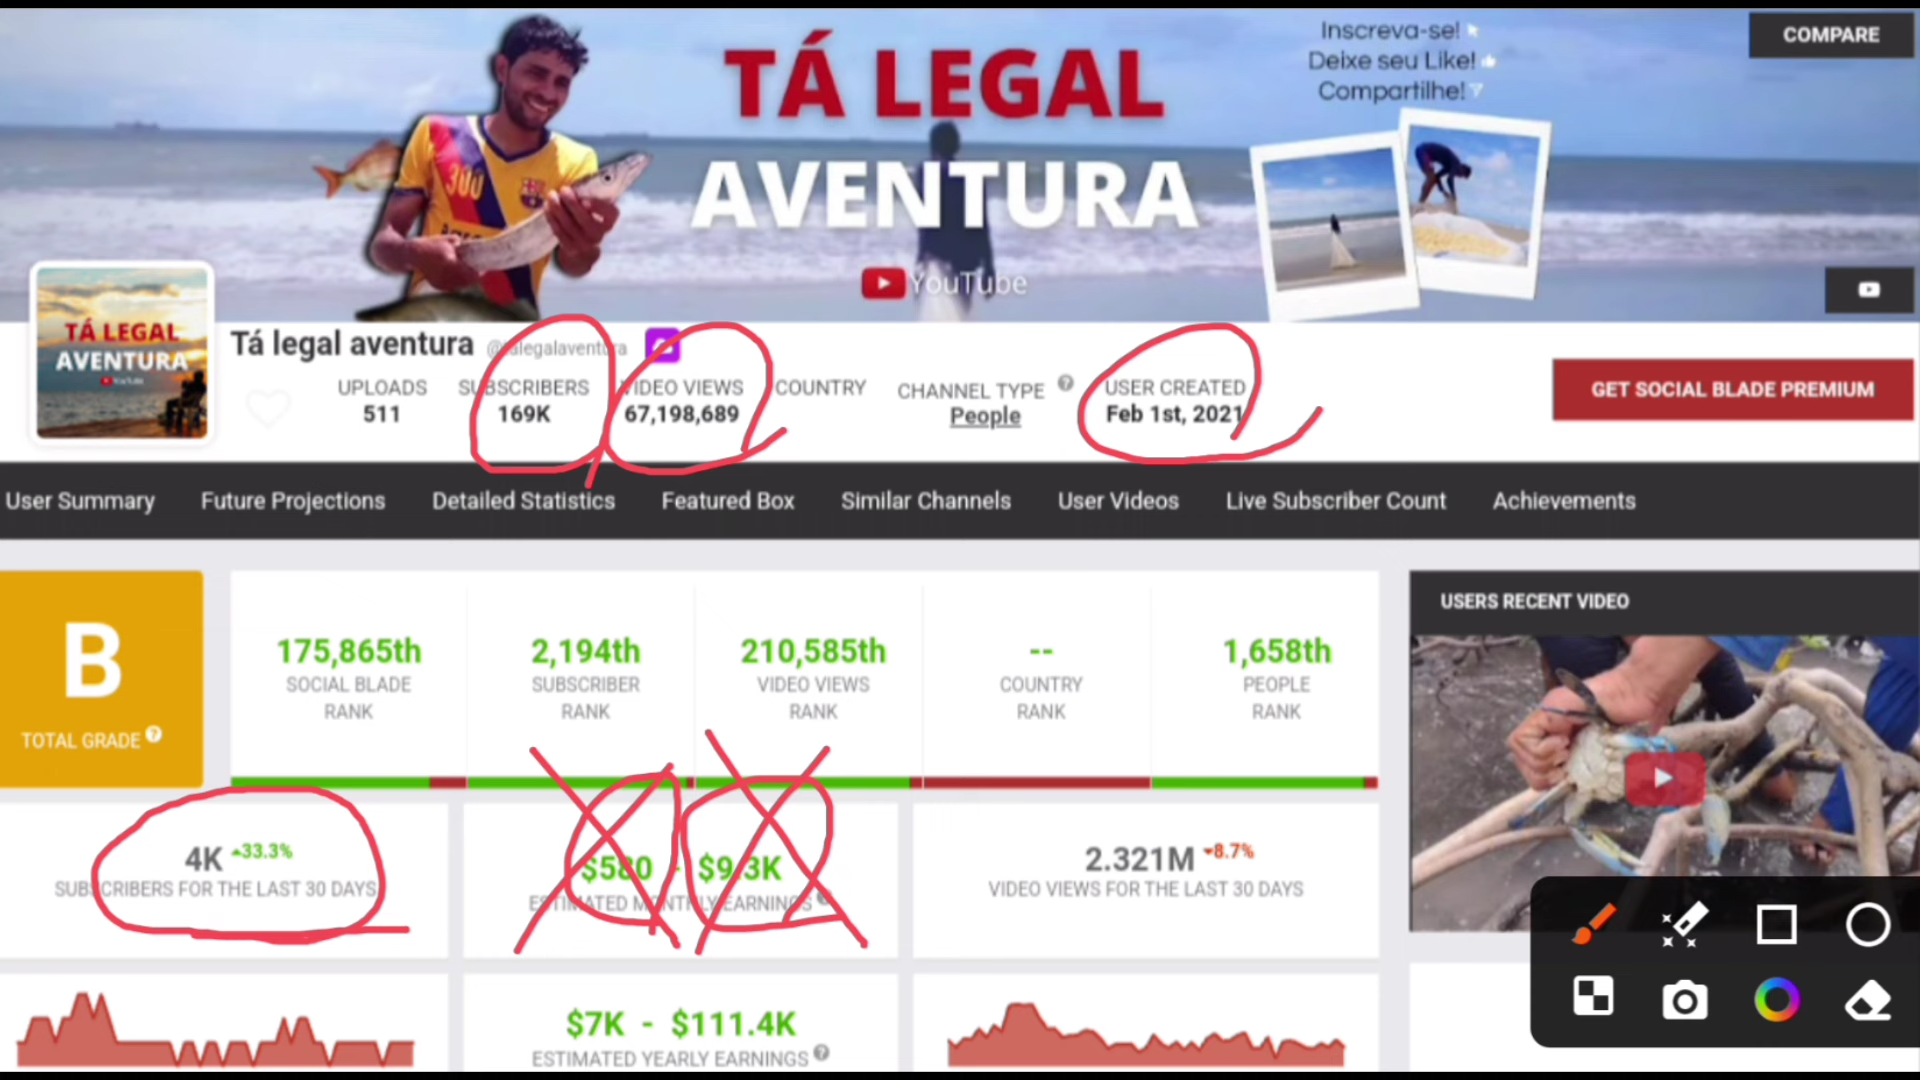 Inscreva-se!
Deixe seu Like!
Compartilhe!
COMPARE
TÁ LEGAL
AVENTURA
YouTube
TÁ LEGAL
AVENTURA
Tá legal aventura
UPLOADS
511
SUBSCRIBERS
169K
VIDEO VIEWS
67,198,689
COUNTRY
CHANNEL TYPE
People
USER CREATED
Feb 1st, 2021
GET SOCIAL BLADE PREMIUM
User Summary Future Projections Detailed Statistics Featured Box Similar Channels User Videos Live Subscriber Count Achievements
B
TOTAL GRADE
175,865th
SOCIAL BLADE
RANK
2,194th
SUBSCRIBER
RANK
210,585th
VIDEO VIEWS
RANK
--
COUNTRY
RANK
1,658th
PEOPLE
RANK
USERS RECENT VIDEO
4K 33.3%
SUBSCRIBERS FOR THE LAST 30 DAYS
$580 - $9.3K
ESTIMATED MONTHLY EARNINGS
2.321M 8.7%
VIDEO VIEWS FOR THE LAST 30 DAYS
$7K - $111.4K
ESTIMATED YEARLY EARNINGS